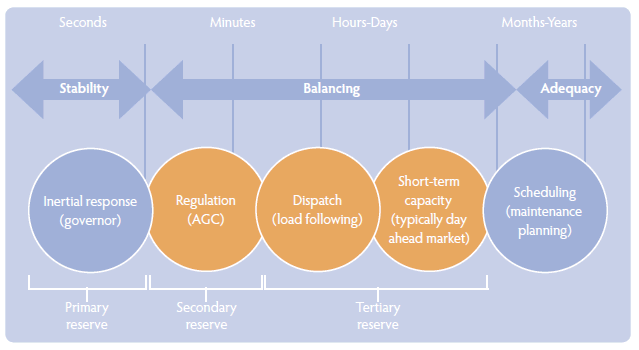 Seconds
Minutes
Hours-Days
Months-Years
Stability
Balancing
Adequacy
Inertial response
(governor)
Regulation
(AGC)
Dispatch
(load following)
Short-term
capacity
(typically day
ahead market)
Scheduling
(maintenance
planning)
Primary
reserve
Secondary
reserve
Tertiary
reserve